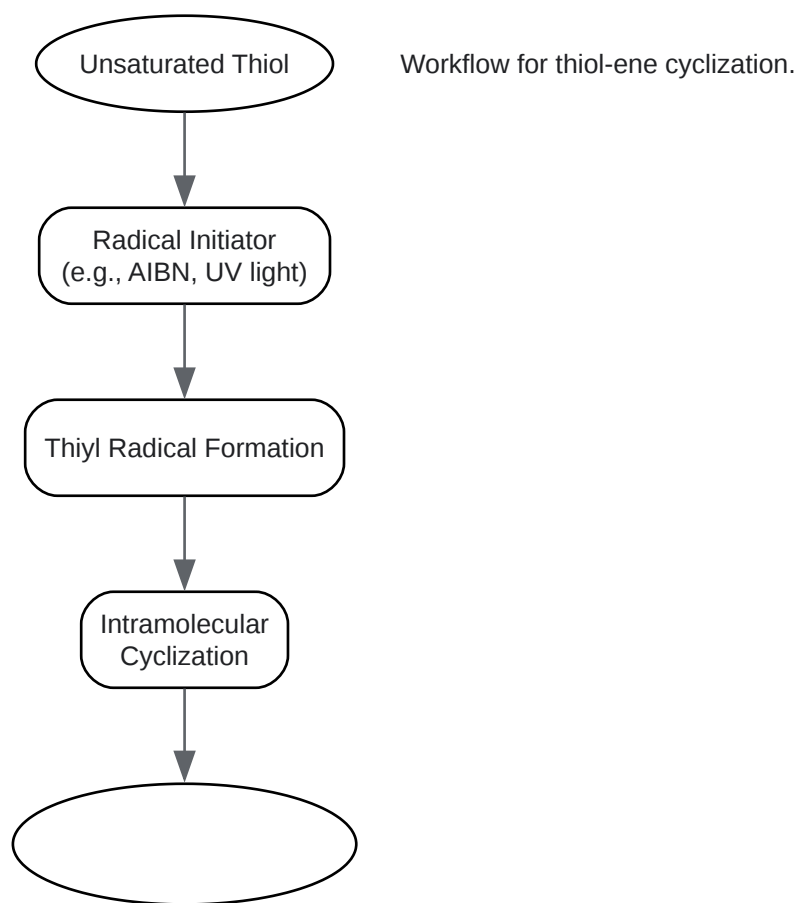 Unsaturated Thiol
Workflow for thiol-ene cyclization.
Radical Initiator
(e.g., AIBN, UV light)
Thiyl Radical Formation
Intramolecular
Cyclization